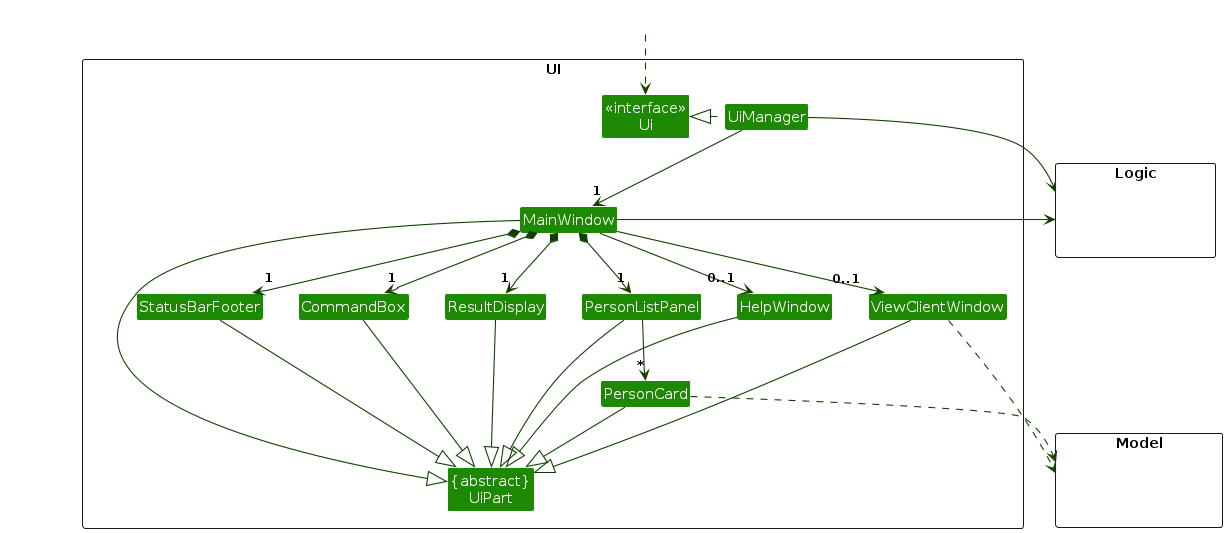 UI
«interface»
Ui
UiManager
Logic
1
MainWindow
1
1
1
1
0..1
0..1
StatusBarFooter
CommandBox
ResultDisplay
PersonListPanel
HelpWindow
ViewClientWindow
*
PersonCard
Model
{abstract}
UiPart